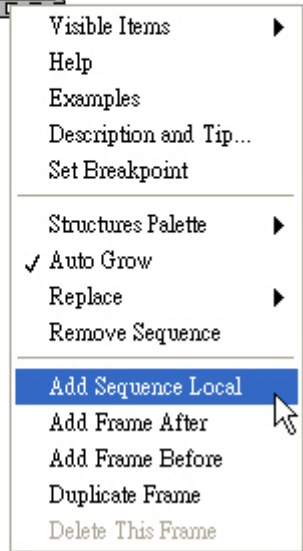 Visible Items
Help
Examples
Description and Tip...
Set Breakpoint
Structures Palette
Auto Grow
Replace
Remove Sequence
Add Sequence Local
Add Frame After
Add Frame Before
Duplicate Frame
Delete This Frame